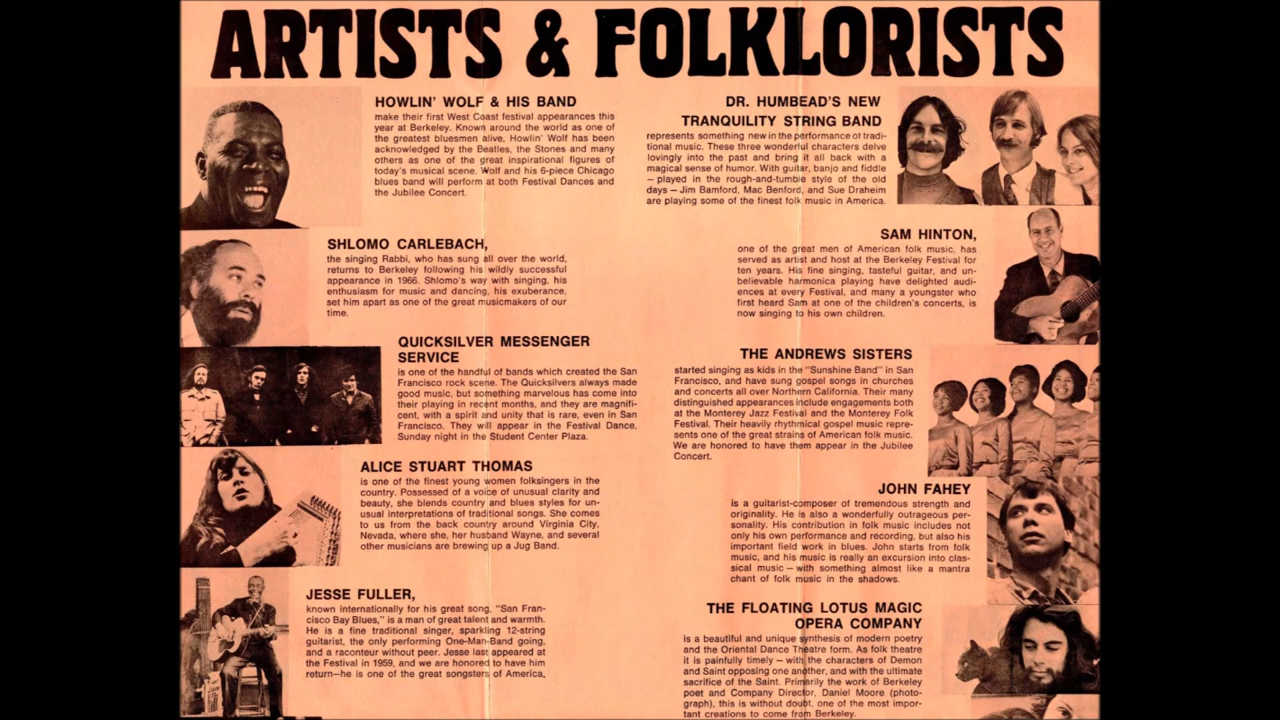 ARTISTS & FOLKLORISTS
HOWLIN' WOLF & HIS BAND
make their first West Coast festival appearances this
year at Berkeley. Known around the world as one of
the greatest bluesmen alive, Howlin' Wolf has been
acknowledged by the Beatles, the Stones and many
others as one of the great inspirational figures of
today's musical scene. Wolf and his 6-piece Chicago
blues band will perform at both Festival Dances and
the Jubilee Concert.
SHLOMO CARLEBACH,
the singing Rabbi, who has sung all over the world,
returns to Berkeley following his wildly successful
appearance in 1966. Shlomo's way with singing, his
enthusiasm for music and dancing, his exuberance,
set him apart as one of the great musicmakers of our
time.
QUICKSILVER MESSENGER
SERVICE
is one of the handful of bands which created the San
Francisco rock scene. The Quicksilvers always made
good music, but something marvelous has come into
their playing in recent months, and they are magnifi-
cent, with a spirit and unity that is rare, even in San
Francisco. They will appear in the Festival Dance.
Sunday night in the Student Center Plaza.
ALICE STUART THOMAS
is one of the finest young women folksingers in the
country. Possessed of a voice of unusual clarity and
beauty, she blends country and blues styles for un-
usual interpretations of traditional songs. She comes
to us from the back country around Virginia City,
Nevada, where she, her husband Wayne, and several
other musicians are brewing up a Jug Band.
JESSE FULLER,
known internationally for his great song, "San Fran-
cisco Bay Blues," is a man of great talent and warmth.
He is a fine traditional singer, sparkling 12-string
guitarist, the only performing One-Man-Band going,
and a raconteur without peer. Jesse last appeared at
the Festival in 1959, and we are honored to have him
return—he is one of the great songsters of America,
DR. HUMBEAD'S NEW
TRANQUILITY STRING BAND
represents something new in the performance of tradi-
tional music. These three wonderful characters delve
lovingly into the past and bring it all back with a
magical sense of humor. With guitar, banjo and fiddle
— played in the rough-and-tumble style of the old
days — Jim Bamford, Mac Benford, and Sue Draheim
are playing some of the finest folk music in America.
SAM HINTON,
one of the great men of American folk music, has
served as artist and host at the Berkeley Festival for
ten years. His fine singing, tasteful guitar, and un-
believable harmonica playing have delighted audi-
ences at every Festival, and many a youngster who
first heard Sam at one of the children's concerts, is
now singing to his own children.
THE ANDREWS SISTERS
started singing as kids in the "Sunshine Band" in San
Francisco, and have sung gospel songs in churches
and concerts all over Northern California. Their many
distinguished appearances include engagements both
at the Monterey Jazz Festival and the Monterey Folk
Festival. Their heavily rhythmical gospel music repre-
sents one of the great strains of American folk music.
We are honored to have them appear in the Jubilee
Concert.
JOHN FAHEY
is a guitarist-composer of tremendous strength and
originality. He is also a wonderfully outrageous per-
sonality. His contribution in folk music includes not
only his own performance and recording, but also his
important field work in blues. John starts from folk
music, and his music is really an excursion into clas-
sical music — with something almost like a mantra
chant of folk music in the shadows.
THE FLOATING LOTUS MAGIC
OPERA COMPANY
is a beautiful and unique synthesis of modern poetry
and the Oriental Dance Theatre form. As folk theatre
it is painfully timely — with the characters of Demon
and Saint opposing one another, and with the ultimate
sacrifice of the Saint. Primarily the work of Berkeley
poet and Company Director, Daniel Moore (photo-
graph), this is without doubt, one of the most impor-
tant creations to come from Berkeley.